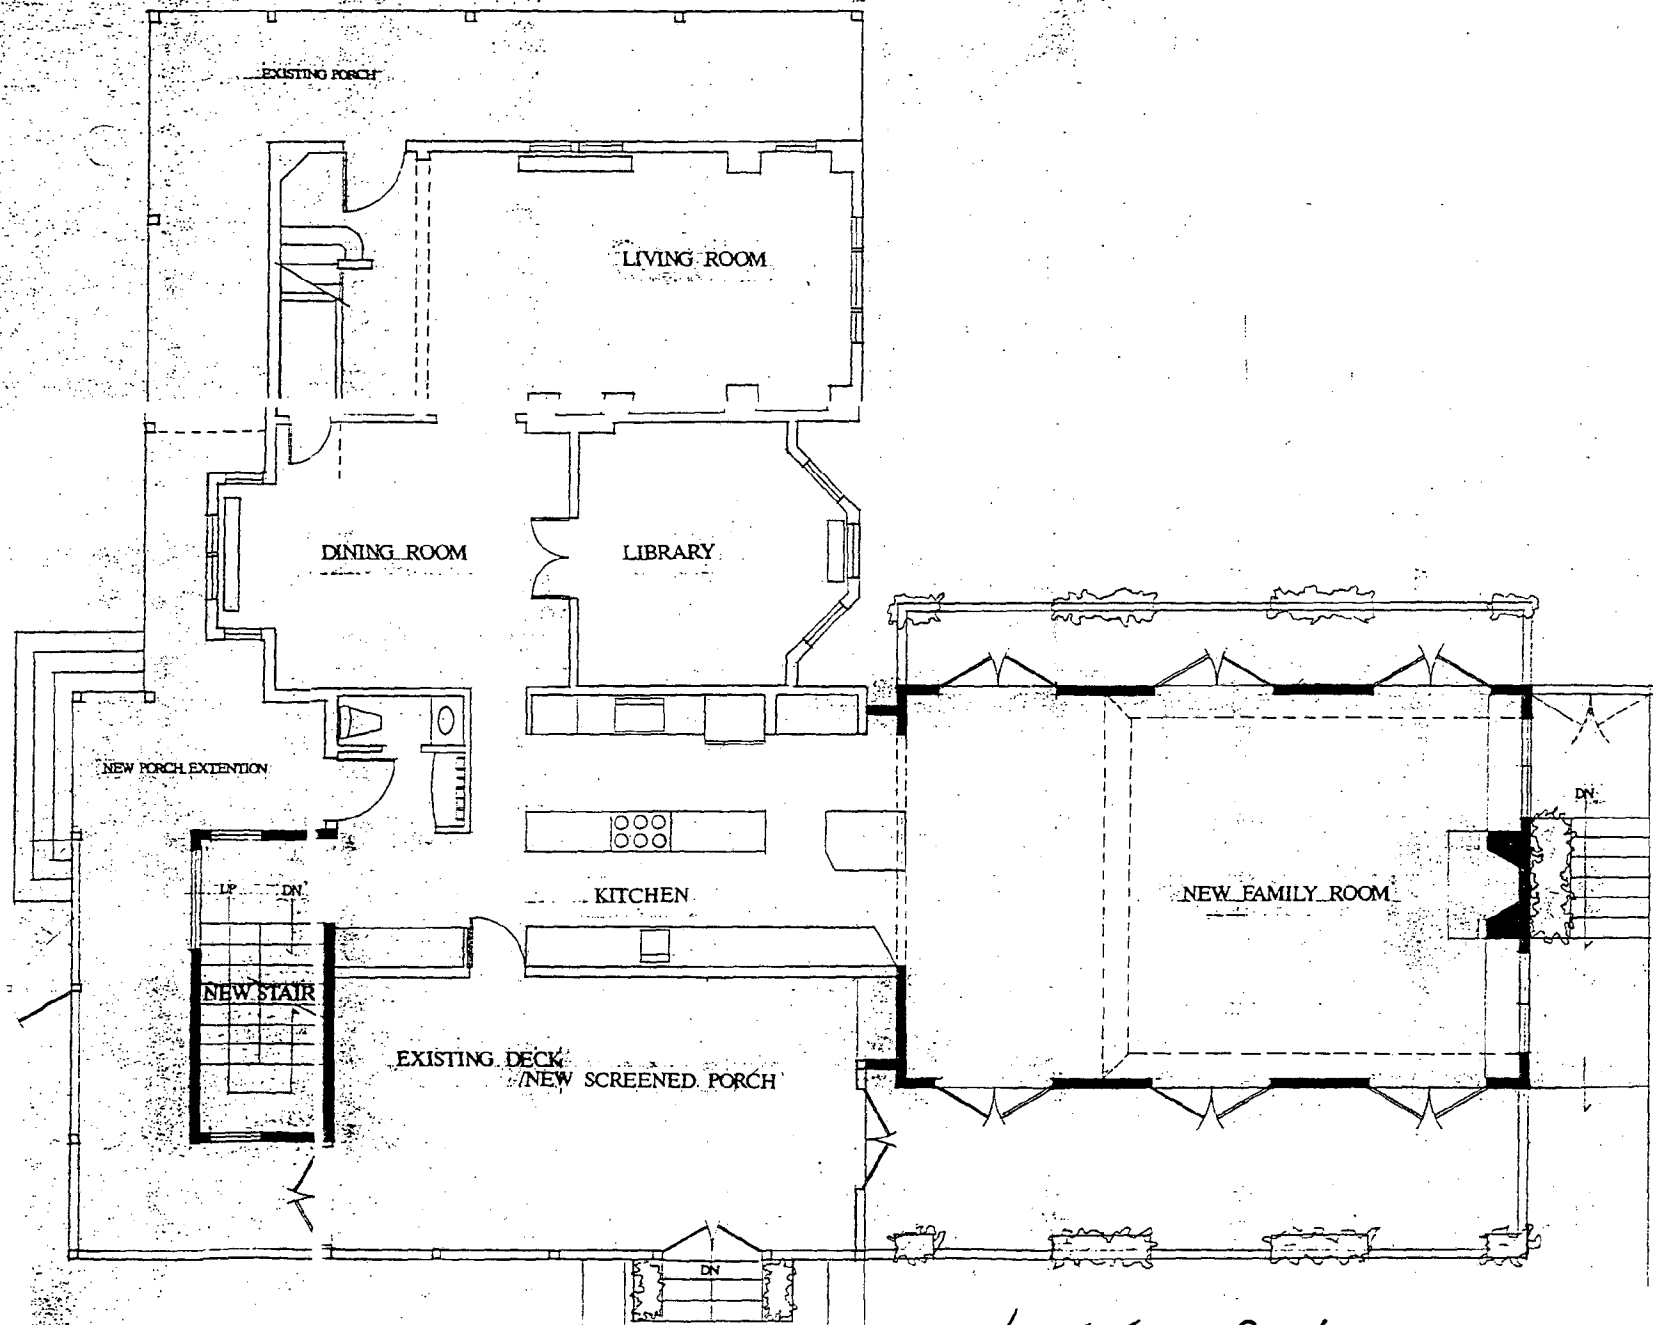 EXISTING PORCH
LIVING ROOM
DINING ROOM
LIBRARY
NEW PORCH EXTENTION
DN
UP DN
KITCHEN
NEW FAMILY ROOM
NEW STAIR
EXISTING DECK
/NEW SCREENED PORCH
DN